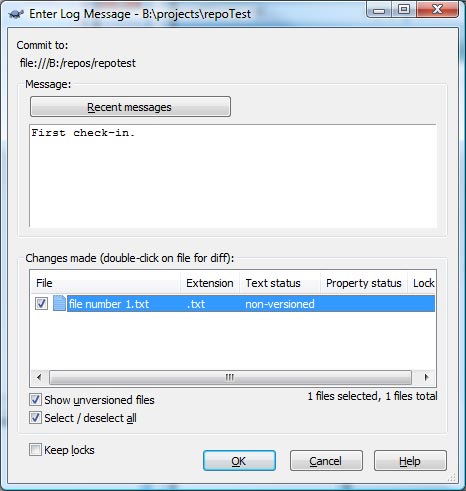 Enter Log Message - B:\projects\repoTest
Commit to:
file:///B:/repos/repotest
Message:
Recent messages
First check-in.
Changes made (double-click on file for diff):
File Extension Text status Property status Lock
file number 1.txt .txt non-versioned
Show unversioned files
1 files selected, 1 files total
Select / deselect all
Keep locks
OK Cancel Help